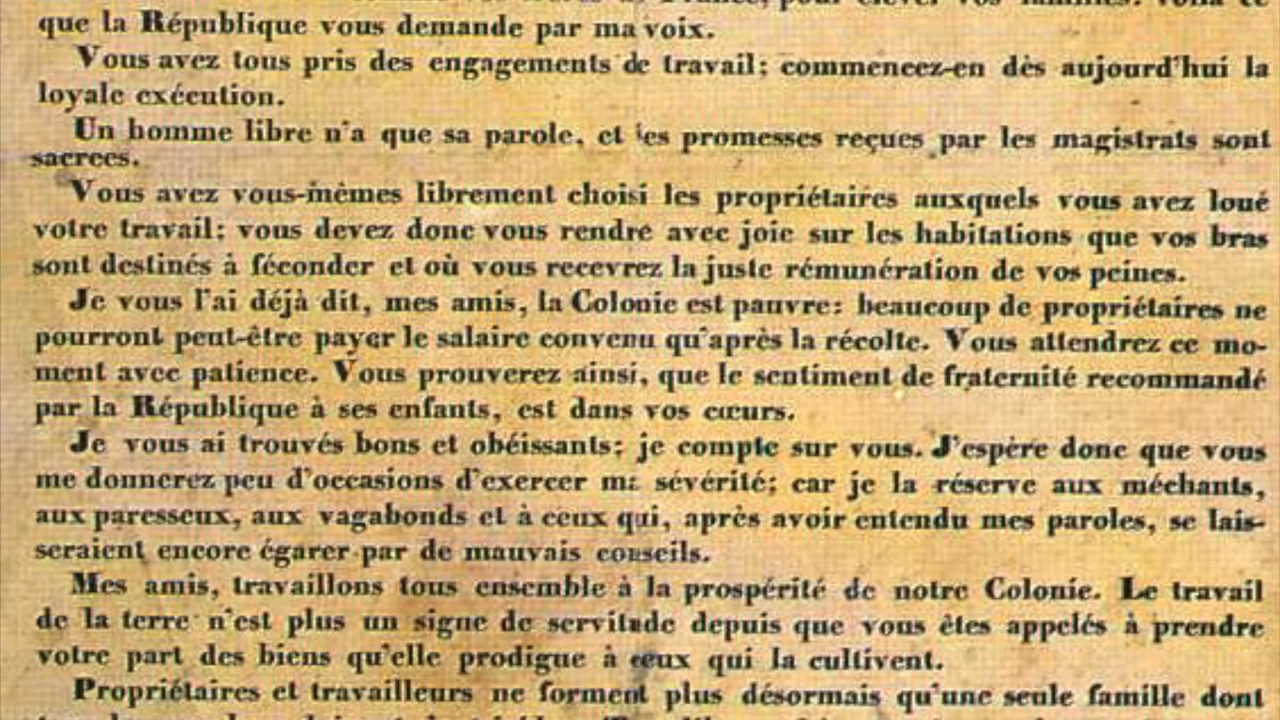 que la République vous demande par ma voix.
Vous avez tous pris des engagements de travail; commencez-en dès aujourd'hui la
loyale exécution.
Un homme libre n'a que sa parole, et les promesses reçues par les magistrats sont
sacrees.
Vous avez vous-mêmes librement choisi les propriétaires auxquels vous avez loué
votre travail; vous devez donc vous rendre avec joie sur les habitations que vos bras
sont destinés à féconder et où vous recevrez la juste rémunération de vos peines.
Je vous l'ai déjà dit, mes amis, la Colonie est pauvre: beaucoup de propriétaires ne
pourront peut-être payer le salaire convenu qu'après la récolte. Vous attendrez ce mo-
ment avec patience. Vous prouverez ainsi, que le sentiment de fraternité recommandé
par la République à ses enfants, est dans vos cœurs.
Je vous ai trouvés bons et obéissants; je compte sur vous. J'espère donc que vous
me donnerez peu d'occasions d'exercer ma sévérité; car je la réserve aux méchants,
aux paresseux, aux vagabonds et à ceux qui, après avoir entendu mes paroles, se lais-
seraient encore égarer par de mauvais conseils.
Mes amis, travaillons tous ensemble à la prospérité de notre Colonie. Le travail
de la terre n'est plus un signe de servitude depuis que vous êtes appelés à prendre
votre part des biens qu'elle prodigue à ceux qui la cultivent.
Propriétaires et travailleurs ne forment plus désormais qu'une seule famille dont